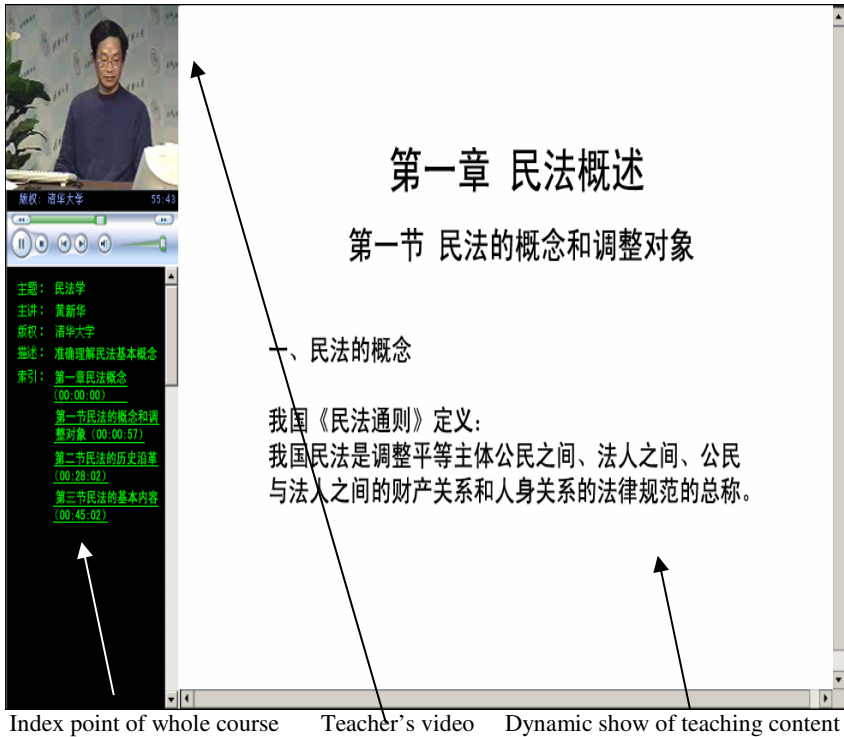 版权: 清华大学 55:43
主题: 民法学
主讲: 黄新华
版权: 清华大学
描述: 准确理解民法基本概念
索引: 第一章民法概念
(00:00:00)
第一节民法的概念和调
整对象 (00:00:57)
第二节民法的历史沿革
(00:28:02)
第三节民法的基本内容
(00:45:02)
第一章 民法概述
第一节 民法的概念和调整对象
一、民法的概念
我国《民法通则》定义:
我国民法是调整平等主体公民之间、法人之间、公民
与法人之间的财产关系和人身关系的法律规范的总称。
Index point of whole course Teacher's video Dynamic show of teaching content